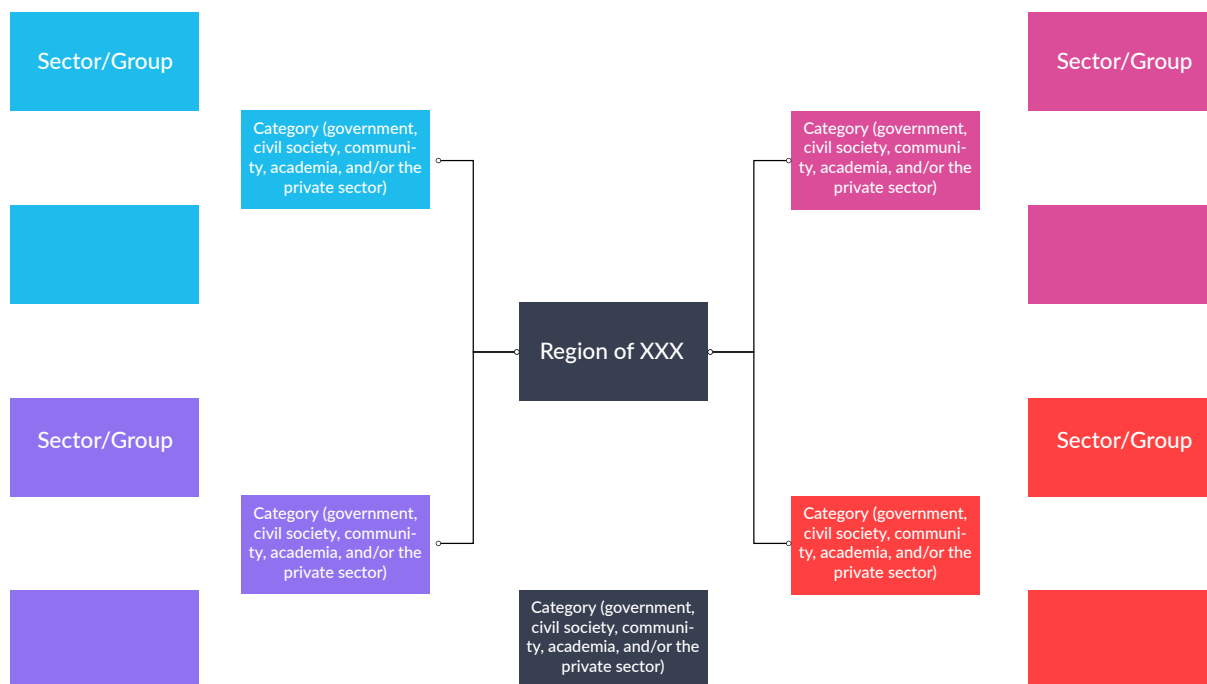 Sector/Group
Sector/Group
Category (government,
civil society, communi-
ty, academia, and/or the
private sector)
Category (government,
civil society, communi-
ty, academia, and/or the
private sector)
Region of XXX
Sector/Group
Sector/Group
Category (government,
civil society, communi-
ty, academia, and/or the
private sector)
Category (government,
civil society, communi-
ty, academia, and/or the
private sector)
Category (government,
civil society, communi-
ty, academia, and/or the
private sector)